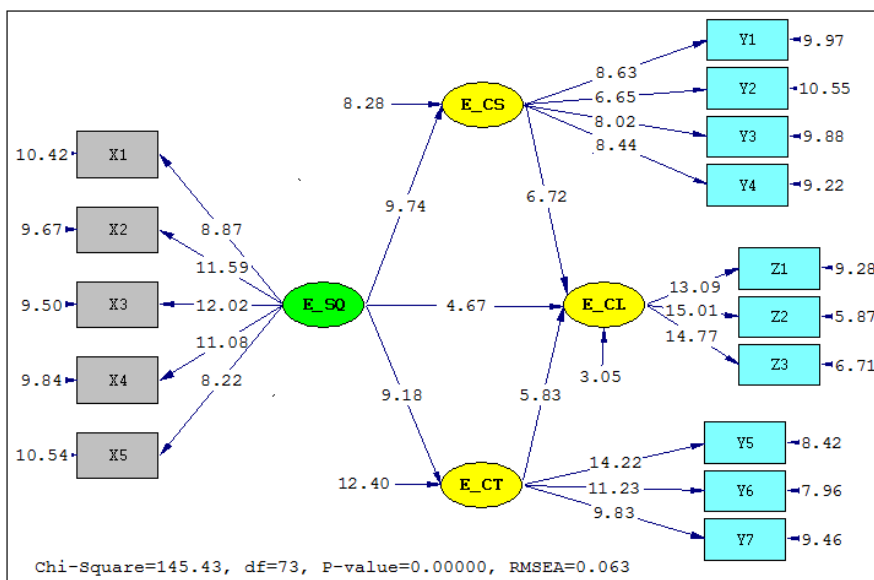 Y1 9.97
8.63
8.28 E_CS 6.65 Y2 10.55
8.02 Y3 9.88
8.44
10.42 X1 Y4 9.22
9.74 6.72
8.87
9.67 X2
11.59 Z1 9.28
13.09
9.50 X3 12.02 E_SQ 4.67 E_CL 15.01 Z2 5.87
11.08 14.77
9.84 X4 3.05 Z3 6.71
8.22
9.18 5.83
10.54 X5 14.22 Y5 8.42
12.40 E_CT 11.23 Y6 7.96
9.83
Y7 9.46
Chi-Square=145.43, df=73, P-value=0.00000, RMSEA=0.063